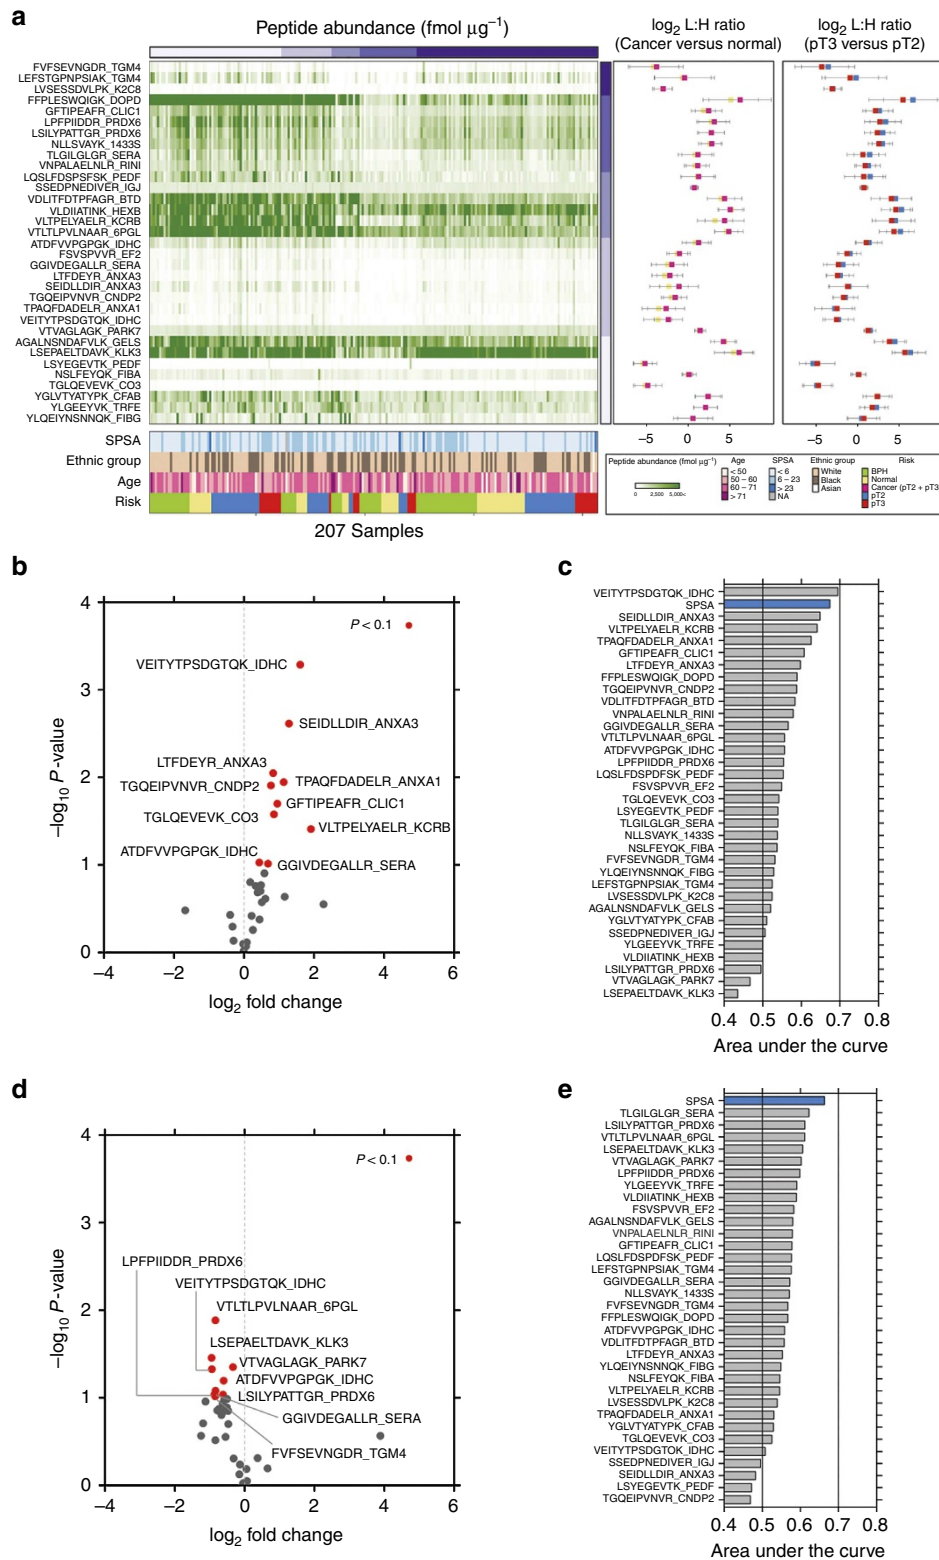 a
Peptide abundance (fmol μg⁻¹)
log₂ L:H ratio
(Cancer versus normal)
log₂ L:H ratio
(pT3 versus pT2)
FVFSEVNGDR_TGM4
LEFSTGPNPSIAK_TGM4
LVSESSDVLPK_K2C8
FFPLESWQIGK_DOPD
GFTIPEAFR_CLIC1
LPFPIIDDR_PRDX6
LSILYPATTGR_PRDX6
NLLSVAYK_1433S
TLGILGLGR_SERA
VNPALAELNLR_RINI
LQSLFDSPSFSK_PEDF
SSEDPNEDIVER_IGJ
VDLITFDTPFAGR_BTD
VLDIIATINK_HEXB
VLTPELYAELR_KCRB
VTLTLPVLNAAR_6PGL
ATDFVVPGPGK_IDHC
FSVSPVVR_EF2
GGIVDEGALLR_SERA
LTFDEYR_ANXA3
SEIDLLDIR_ANXA3
TGQEIPVNVR_CNDP2
TPAQFDADELR_ANXA1
VEITYTPSDGTQK_IDHC
VTVAGLAGK_PARK7
AGALNSNDAFVLK_GELS
LSEPAELTDAVK_KLK3
LSYEGEVTK_PEDF
NSLFEYQK_FIBA
TGLQEVEVK_CO3
YGLVTYATYPK_CFAB
YLGEEYVK_TRFE
YLQEIYNSNNQK_FIBG
−5 0 5
−5 0 5
SPSA
Ethnic group
Age
Risk
207 Samples
Peptide abundance (fmol μg⁻¹)
0 2,500 5,000<
Age
< 50
50 − 60
60 − 71
> 71
SPSA
< 6
6 − 23
> 23
NA
Ethnic group
White
Black
Asian
Risk
BPH
Normal
Cancer (pT2 + pT3)
pT2
pT3
b
4
3
2
1
0
−4 −2 0 2 4 6
−log₁₀ P-value
log₂ fold change
P < 0.1
VEITYTPSDGTQK_IDHC
SEIDLLDIR_ANXA3
LTFDEYR_ANXA3
TGQEIPVNVR_CNDP2
TPAQFDADELR_ANXA1
GFTIPEAFR_CLIC1
TGLQEVEVK_CO3
VLTPELYAELR_KCRB
ATDFVVPGPGK_IDHC
GGIVDEGALLR_SERA
c
VEITYTPSDGTQK_IDHC
SPSA
SEIDLLDIR_ANXA3
VLTPELYAELR_KCRB
TPAQFDADELR_ANXA1
GFTIPEAFR_CLIC1
LTFDEYR_ANXA3
FFPLESWQIGK_DOPD
TGQEIPVNVR_CNDP2
VDLITFDTPFAGR_BTD
VNPALAELNLR_RINI
GGIVDEGALLR_SERA
VTLTLPVLNAAR_6PGL
ATDFVVPGPGK_IDHC
LPFPIIDDR_PRDX6
LQSLFDSPDFSK_PEDF
FSVSPVVR_EF2
TGLQEVEVK_CO3
LSYEGEVTK_PEDF
TLGILGLGR_SERA
NLLSVAYK_1433S
NSLFEYQK_FIBA
FVFSEVNGDR_TGM4
YLQEIYNSNNQK_FIBG
LEFSTGPNPSIAK_TGM4
LVSESSDVLPK_K2C8
AGALNSNDAFVLK_GELS
YGLVTYATYPK_CFAB
SSEDPNEDIVER_IGJ
YLGEEYVK_TRFE
VLDIIATINK_HEXB
LSILYPATTGR_PRDX6
VTVAGLAGK_PARK7
LSEPAELTDAVK_KLK3
0.4 0.5 0.6 0.7 0.8
Area under the curve
d
4
3
2
1
0
−4 −2 0 2 4 6
−log₁₀ P-value
log₂ fold change
P < 0.1
LPFPIIDDR_PRDX6
VEITYTPSDGTQK_IDHC
VTLTLPVLNAAR_6PGL
LSEPAELTDAVK_KLK3
VTVAGLAGK_PARK7
ATDFVVPGPGK_IDHC
LSILYPATTGR_PRDX6
GGIVDEGALLR_SERA
FVFSEVNGDR_TGM4
e
SPSA
TLGILGLGR_SERA
LSILYPATTGR_PRDX6
VTLTLPVLNAAR_6PGL
LSEPAELTDAVK_KLK3
VTVAGLAGK_PARK7
LPFPIIDDR_PRDX6
YLGEEYVK_TRFE
VLDIIATINK_HEXB
FSVSPVVR_EF2
AGALNSNDAFVLK_GELS
VNPALAELNLR_RINI
GFTIPEAFR_CLIC1
LQSLFDSPDFSK_PEDF
LEFSTGPNPSIAK_TGM4
GGIVDEGALLR_SERA
NLLSVAYK_1433S
FVFSEVNGDR_TGM4
FFPLESWQIGK_DOPD
ATDFVVPGPGK_IDHC
VDLITFDTPFAGR_BTD
LTFDEYR_ANXA3
YLQEIYNSNNQK_FIBG
NSLFEYQK_FIBA
VLTPELYAELR_KCRB
LVSESSDVLPK_K2C8
TPAQFDADELR_ANXA1
YGLVTYATYPK_CFAB
TGLQEVEVK_CO3
VEITYTPSDGTOK_IDHC
SSEDPNEDIVER_IGJ
SEIDLLDIR_ANXA3
LSYEGEVTK_PEDF
TGQEIPVNVR_CNDP2
0.4 0.5 0.6 0.7 0.8
Area under the curve